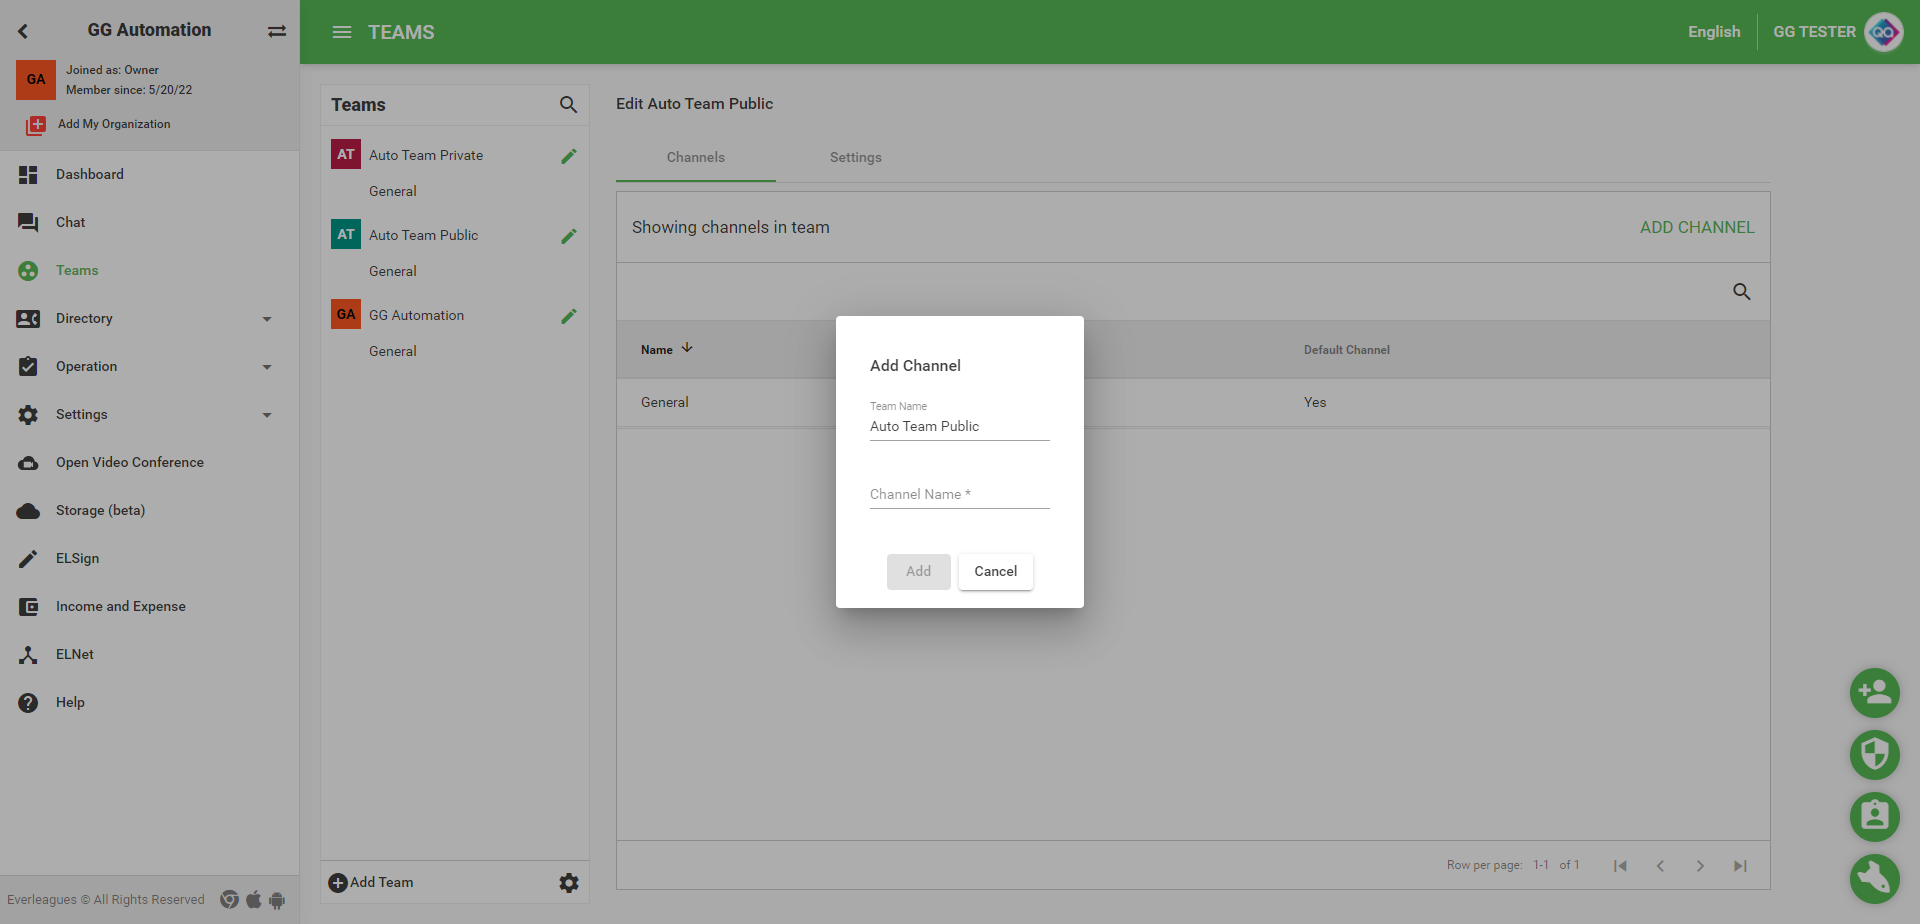 GG Automation
GA
Joined as: Owner
Member since: 5/20/22
Add My Organization
Dashboard
Chat
Teams
Directory
Operation
Settings
Open Video Conference
Storage (beta)
ELSign
Income and Expense
ELNet
Help
Everleagues © All Rights Reserved
TEAMS
English
GG TESTER
QA
Teams
AT
Auto Team Private
General
AT
Auto Team Public
General
GA
GG Automation
General
Add Team
Edit Auto Team Public
Channels
Settings
Showing channels in team
ADD CHANNEL
Name
Default Channel
General
Yes
Row per page: 1-1 of 1
Add Channel
Team Name
Auto Team Public
Channel Name *
Add
Cancel